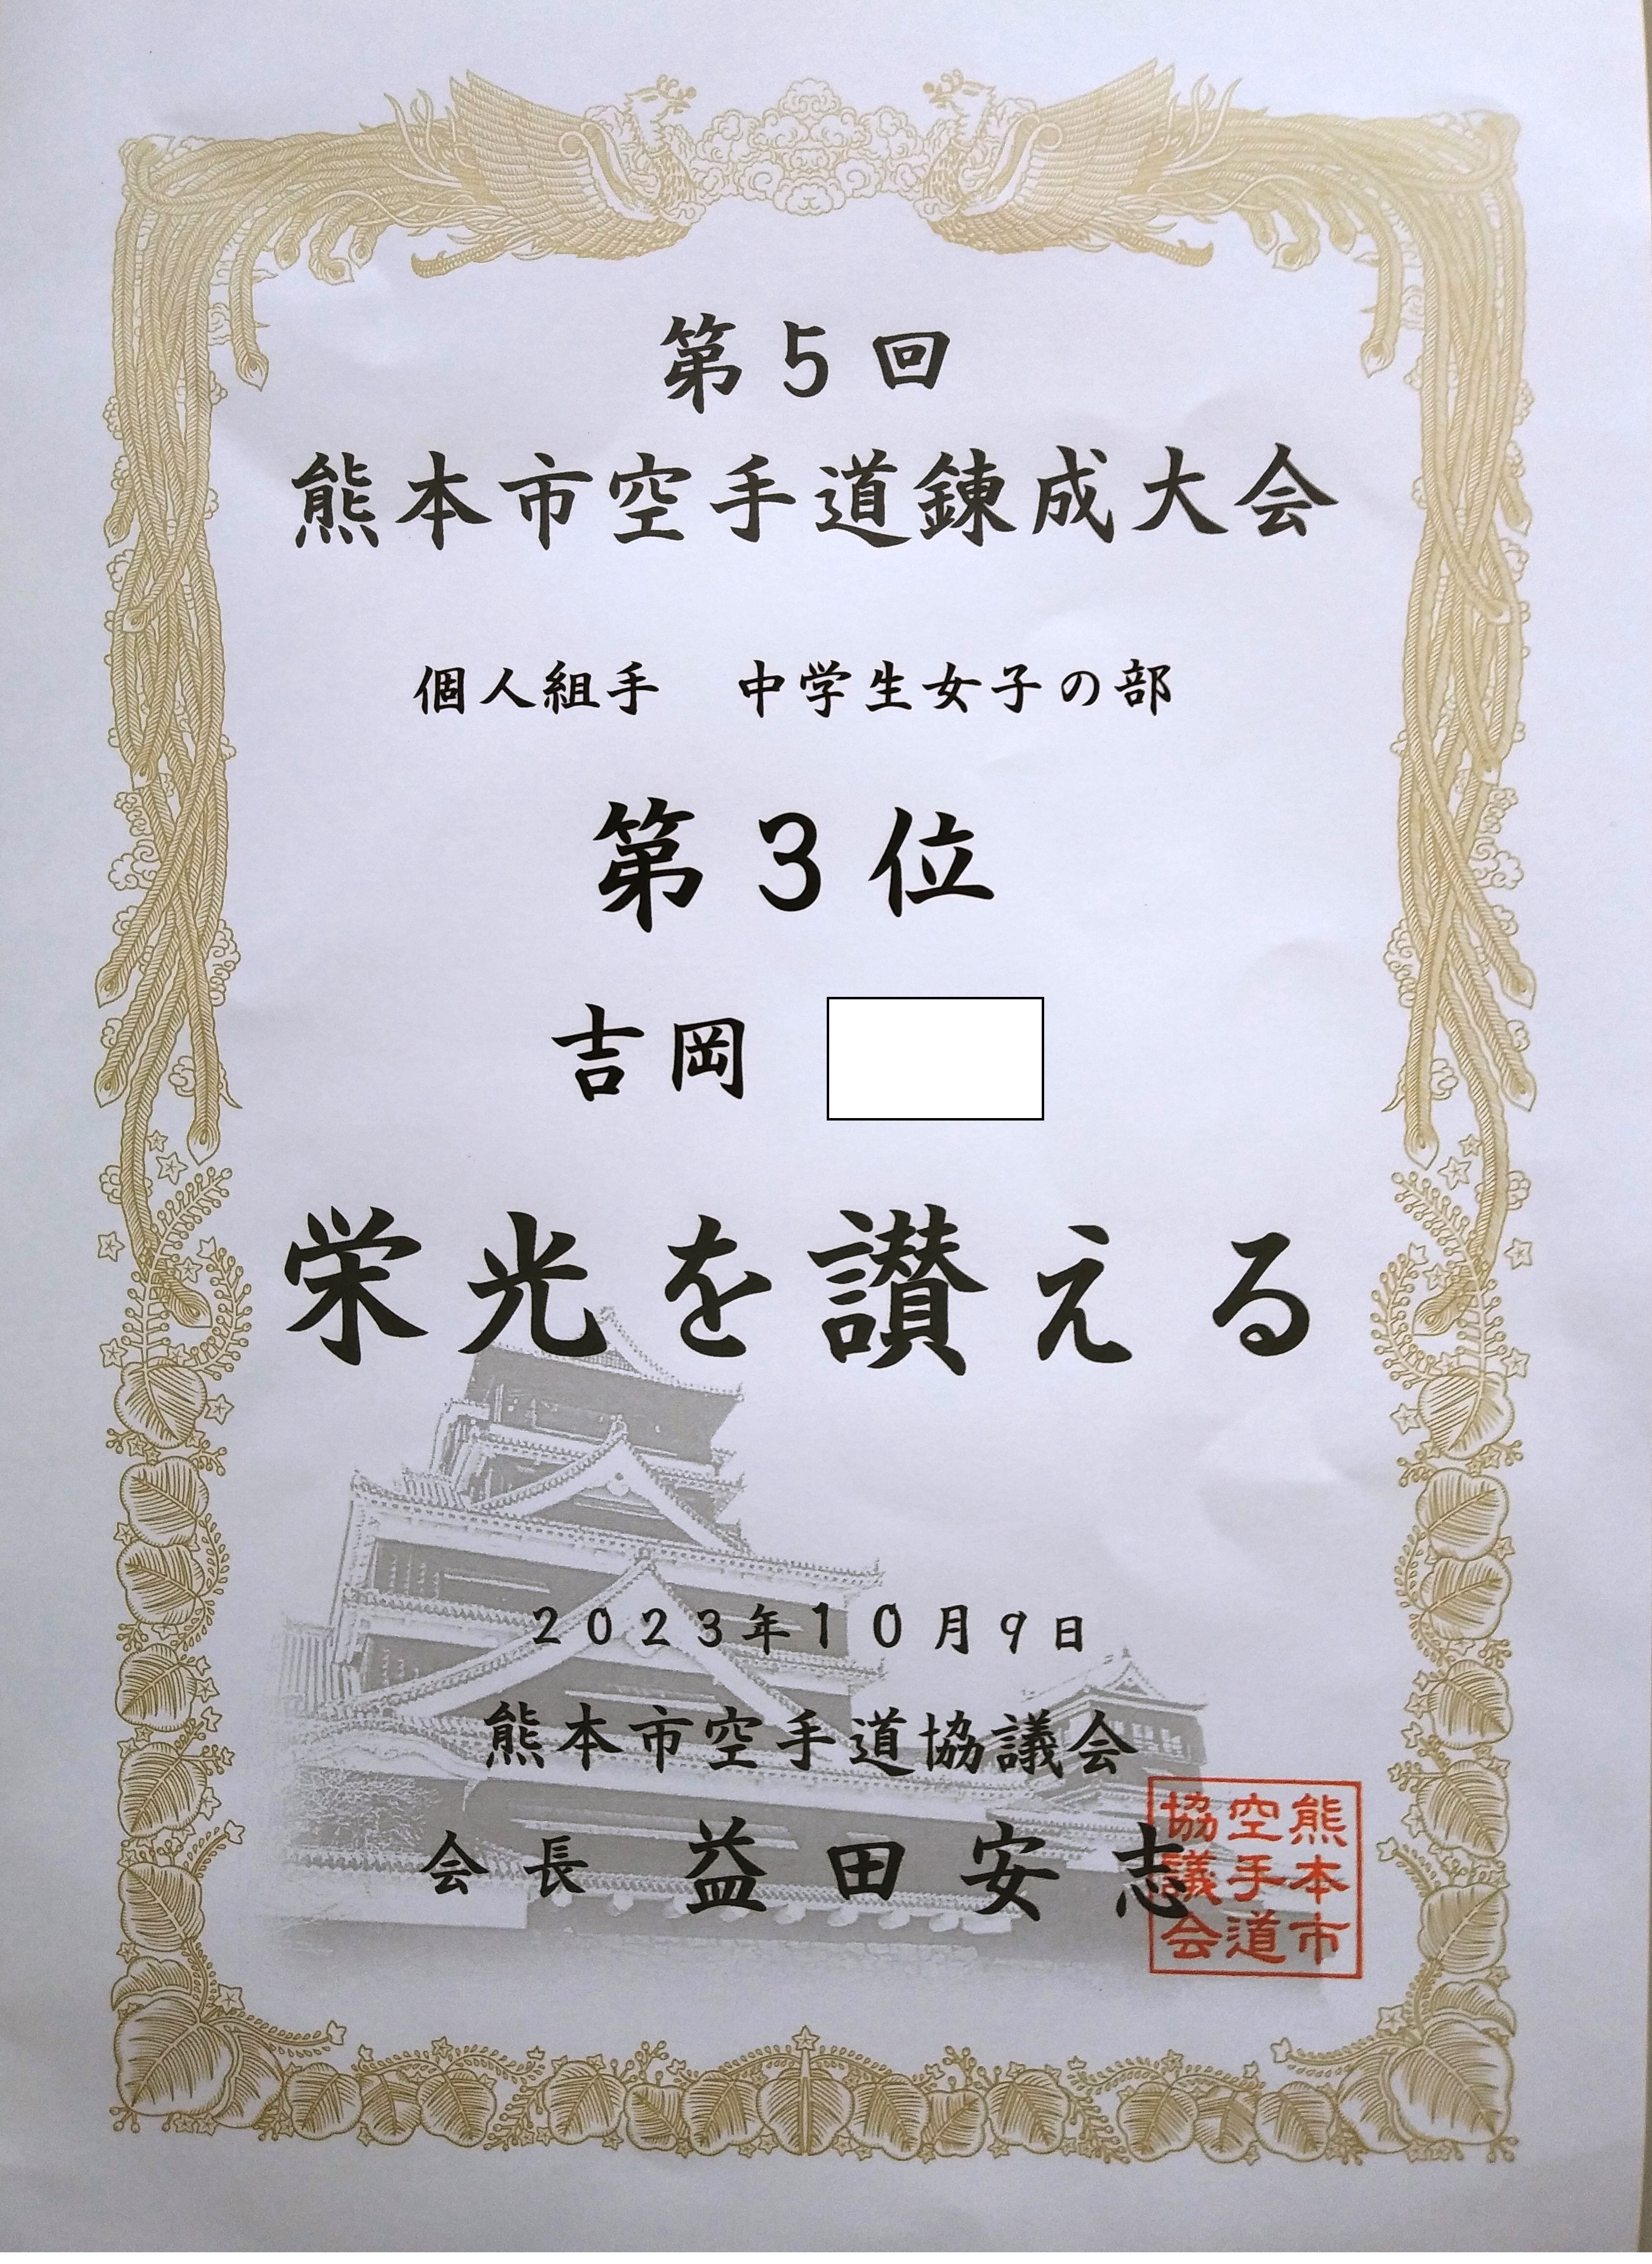 第5回
熊本市空手道錬成大会
個人組手　中学生女子の部
第3位
吉岡
栄光を讃える
2023年10月9日
熊本市空手道協議会
会長　益田安志
熊本市
空手道
協議会